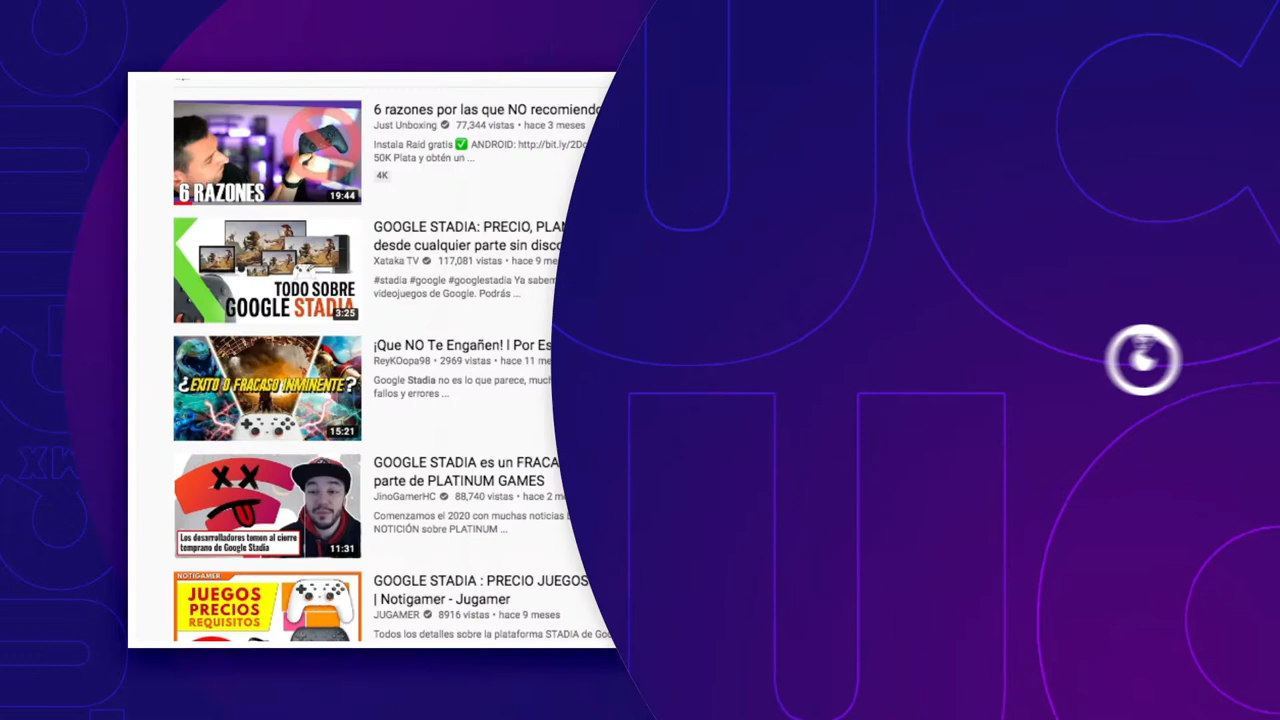 6 razones por las que NO recomiendo
Just Unboxing 77,344 vistas • hace 3 meses
Instala Raid gratis ✅ ANDROID: http://bit.ly/2Do
50K Plata y obtén un ...
4K
6 RAZONES
19:44
GOOGLE STADIA: PRECIO, PLAN
desde cualquier parte sin disco
Xataka TV 117,081 vistas • hace 9 me
#stadia #google #googlestadia Ya sabem
videojuegos de Google. Podrás ...
TODO SOBRE
GOOGLE STADIA
3:25
¡Que NO Te Engañen! | Por Es
ReyKOopa98 • 2969 vistas • hace 11 me
Google Stadia no es lo que parece, much
fallos y errores ...
¿EXITO O FRACASO INMINENTE?
15:21
GOOGLE STADIA es un FRACA
parte de PLATINUM GAMES
JinoGamerHC 88,740 vistas • hace 2 m
Comenzamos el 2020 con muchas noticias
NOTICIÓN sobre PLATINUM ...
Los desarrolladores temen al cierre
temprano de Google Stadia
11:31
GOOGLE STADIA : PRECIO JUEGOS
| Notigamer - Jugamer
JUGAMER 8916 vistas • hace 9 meses
Todos los detalles sobre la plataforma STADIA de Goo
NOTIGAMER
JUEGOS
PRECIOS
REQUISITOS